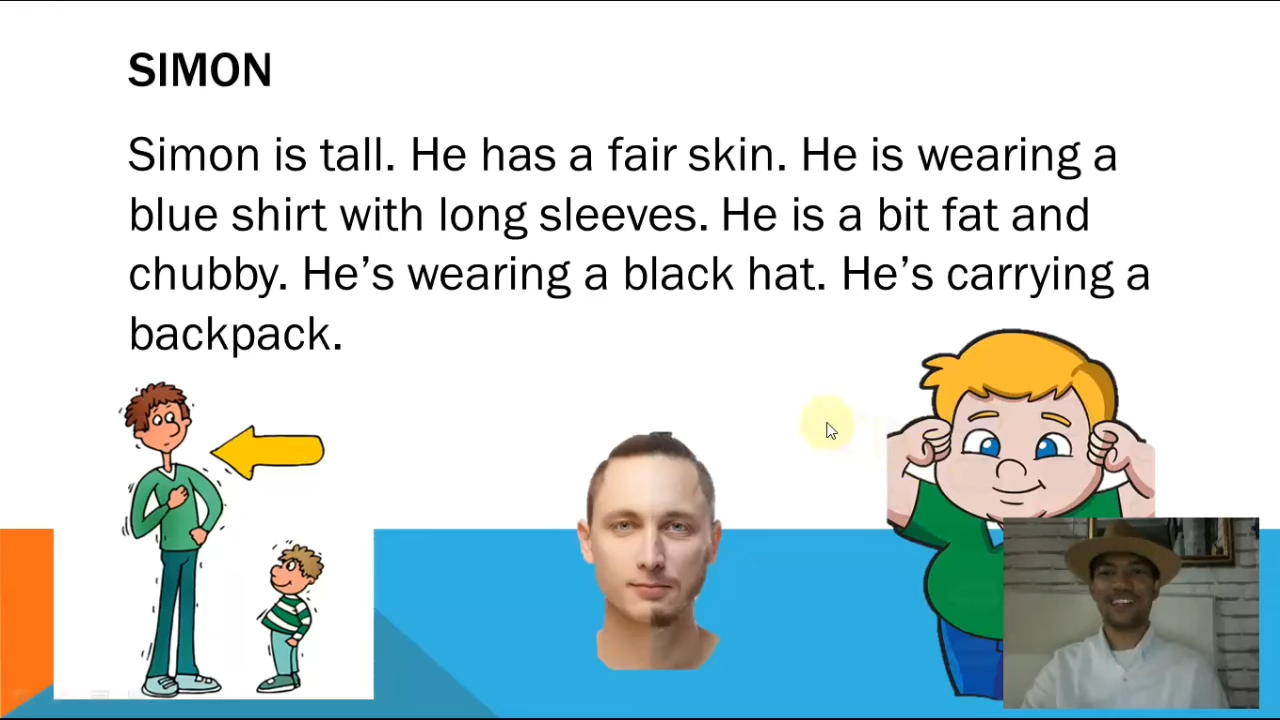 SIMON
Simon is tall. He has a fair skin. He is wearing a
blue shirt with long sleeves. He is a bit fat and
chubby. He’s wearing a black hat. He’s carrying a
backpack.